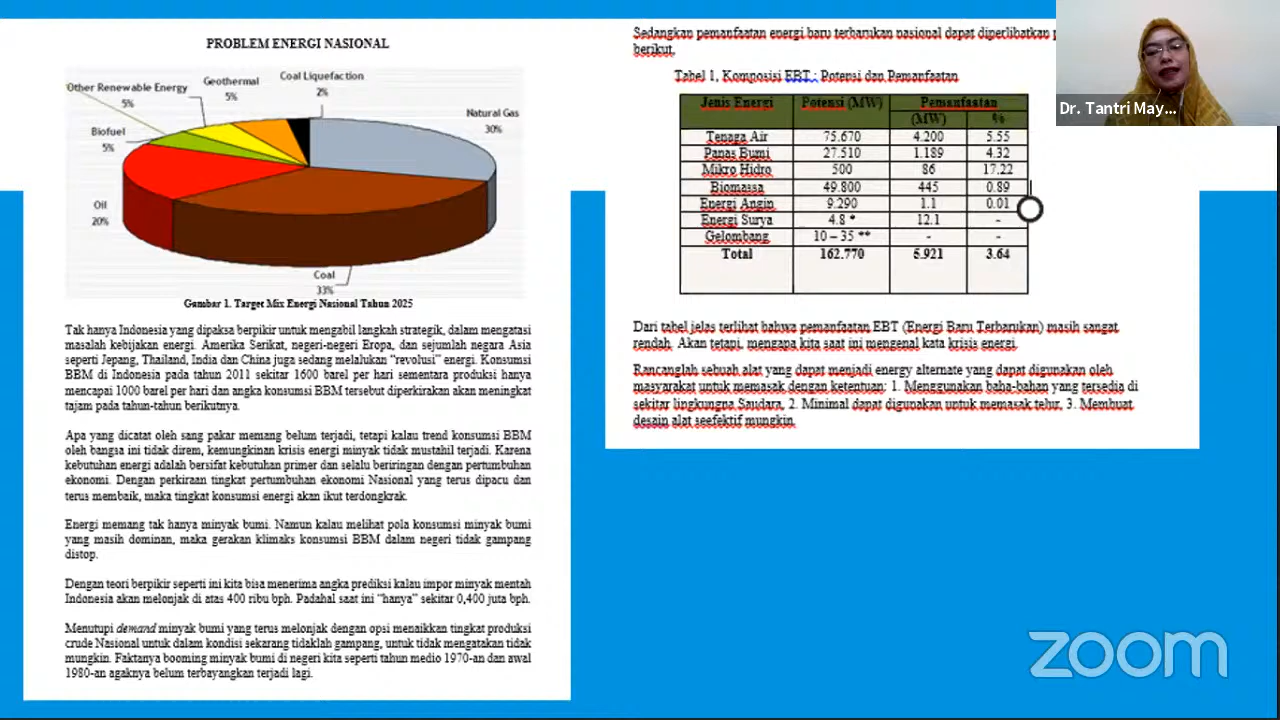 PROBLEM ENERGI NASIONAL
Coal Liquefaction
2%
Geothermal
5%
Other Renewable Energy
5%
Biofuel
5%
Natural Gas
30%
Oil
20%
Coal
33%
Gambar 1. Target Mix Energi Nasional Tahun 2025
Tak hanya Indonesia yang dipaksa berpikir untuk mengabil langkah strategik, dalam mengatasi
masalah kebijakan energi. Amerika Serikat, negeri-negeri Eropa, dan sejumlah negara Asia
seperti Jepang, Thailand, India dan China juga sedang melalukan “revolusi” energi. Konsumsi
BBM di Indonesia pada tahun 2011 sekitar 1600 barel per hari sementara produksi hanya
mencapai 1000 barel per hari dan angka konsumsi BBM tersebut diperkirakan akan meningkat
tajam pada tahun-tahun berikutnya.
Apa yang dicatat oleh sang pakar memang belum terjadi, tetapi kalau trend konsumsi BBM
oleh bangsa ini tidak direm, kemungkinan krisis energi minyak tidak mustahil terjadi. Karena
kebutuhan energi adalah bersifat kebutuhan primer dan selalu beriringan dengan pertumbuhan
ekonomi. Dengan perkiraan tingkat pertumbuhan ekonomi Nasional yang terus dipacu dan
terus membaik, maka tingkat konsumsi energi akan ikut terdongkrak.
Energi memang tak hanya minyak bumi. Namun kalau melihat pola konsumsi minyak bumi
yang masih dominan, maka gerakan klimaks konsumsi BBM dalam negeri tidak gampang
distop.
Dengan teori berpikir seperti ini kita bisa menerima angka prediksi kalau impor minyak mentah
Indonesia akan melonjak di atas 400 ribu bph. Padahal saat ini “hanya” sekitar 0,400 juta bph.
Menutupi demand minyak bumi yang terus melonjak dengan opsi menaikkan tingkat produksi
crude Nasional untuk dalam kondisi sekarang tidaklah gampang, untuk tidak mengatakan tidak
mungkin. Faktanya booming minyak bumi di negeri kita seperti tahun medio 1970-an dan awal
1980-an agaknya belum terbayangkan terjadi lagi.
Sedangkan pemanfaatan energi baru terbarukan nasional dapat diperlihatkan
berikut.
Tabel 1, Komposisi EBT : Potensi dan Pemanfaatan
Jenis Energi Potensi (MW) Pemanfaatan
(MW) %
Tenaga Air 75.670 4.200 5.55
Panas Bumi 27.510 1.189 4.32
Mikro Hidro 500 86 17.22
Biomassa 49.800 445 0.89
Energi Angin 9.290 1.1 0.01
Energi Surya 4.8 * 12.1 -
Gelombang 10 – 35 ** - -
Total 162.770 5.921 3.64
Dari tabel jelas terlihat bahwa pemanfaatan EBT (Energi Baru Terbarukan) masih sangat
rendah. Akan tetapi, mengapa kita saat ini mengenal kata krisis energi.
Rancanglah sebuah alat yang dapat menjadi energy alternate yang dapat digunakan oleh
masyarakat untuk memasak dengan ketentuan: 1. Menggunakan baha-bahan yang tersedia di
sekitar lingkungna Saudara, 2. Minimal dapat digunakan untuk memasak telur, 3. Membuat
desain alat seefektif mungkin.
Dr. Tantri May...
zoom